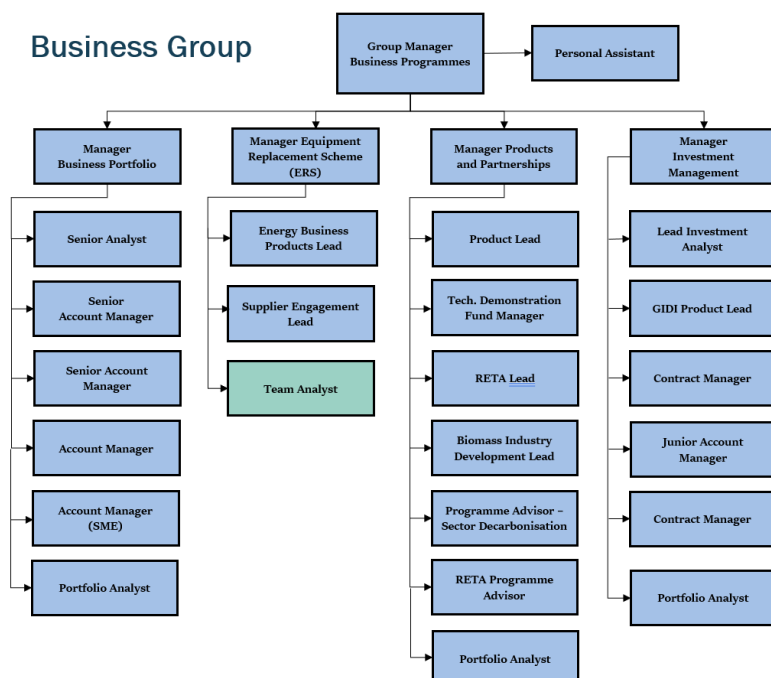 Business Group
Group Manager
Business Programmes
Personal Assistant
Manager
Business Portfolio
Manager Equipment
Replacement Scheme
(ERS)
Manager Products
and Partnerships
Manager
Investment
Management
Senior Analyst
Senior
Account Manager
Senior Account
Manager
Account Manager
Account Manager
(SME)
Portfolio Analyst
Energy Business
Products Lead
Supplier Engagement
Lead
Team Analyst
Product Lead
Tech. Demonstration
Fund Manager
RETA Lead
Biomass Industry
Development Lead
Programme Advisor –
Sector Decarbonisation
RETA Programme
Advisor
Portfolio Analyst
Lead Investment
Analyst
GIDI Product Lead
Contract Manager
Junior Account
Manager
Contract Manager
Portfolio Analyst